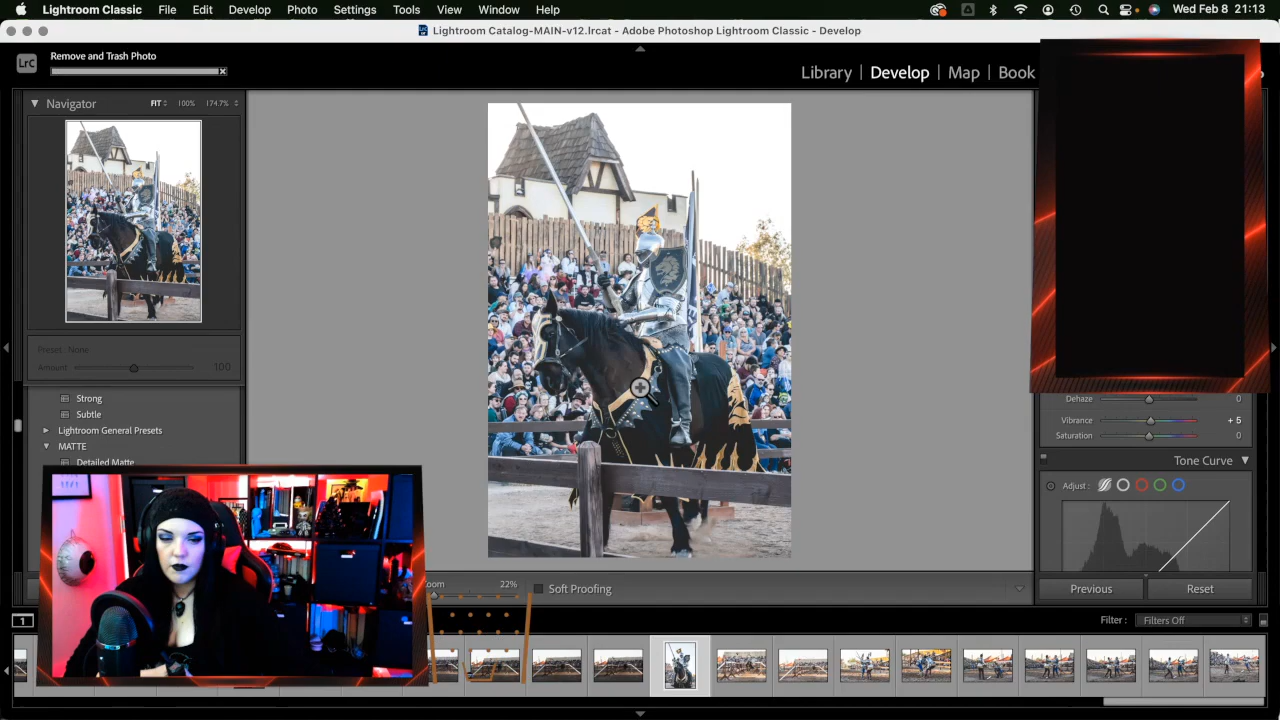 Lightroom Classic File Edit Develop Photo Settings Tools View Window Help Wed Feb 8 21:13
Lightroom Catalog-MAIN-v12.lrcat - Adobe Photoshop Lightroom Classic - Develop
LrC Remove and Trash Photo
Library | Develop | Map | Book
Navigator FIT 100% 174.7%
Preset: None
Amount 100
Strong
Subtle
Lightroom General Presets
MATTE
Detailed Matte
Dehaze 0
Vibrance + 5
Saturation 0
Tone Curve
Adjust :
22% Soft Proofing
Previous Reset
1 Filter : Filters Off